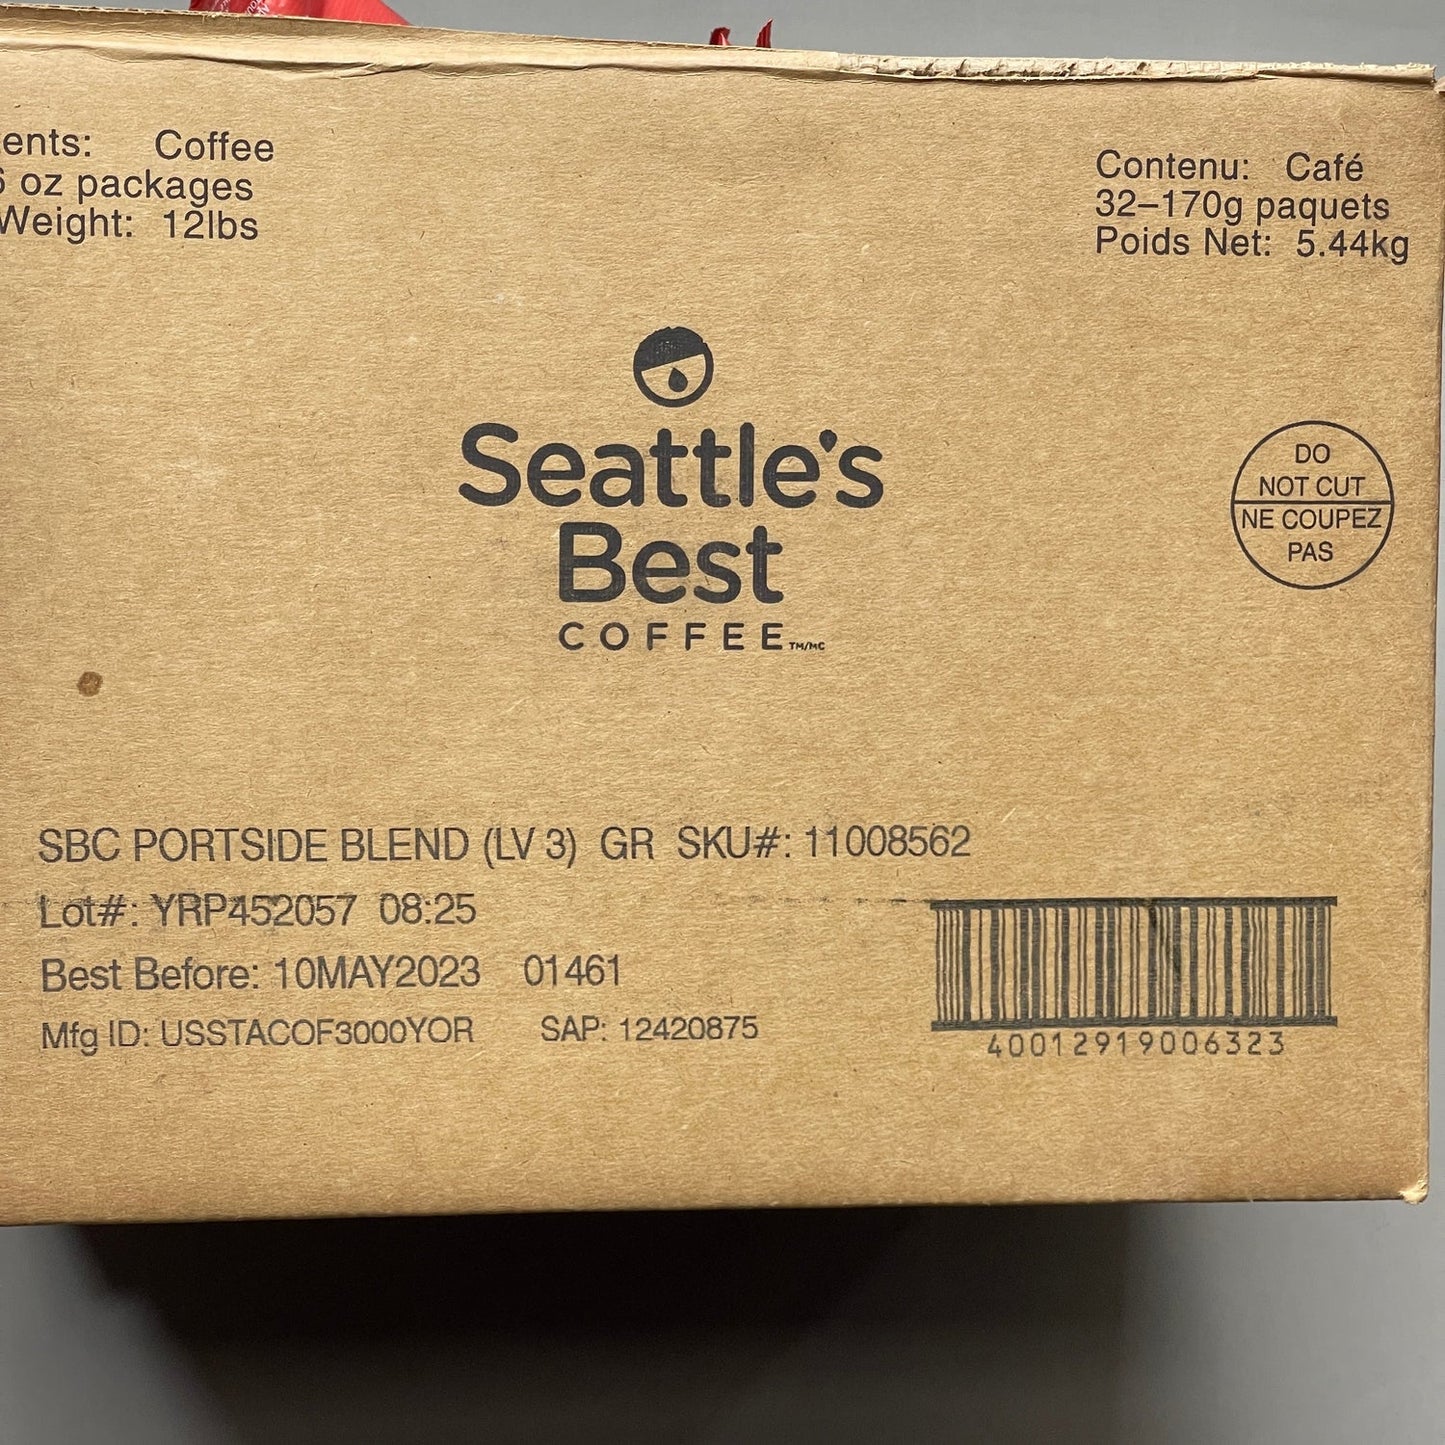 ents: Coffee
6 oz packages
Weight: 12lbs
Contenu: Café
32–170g paquets
Poids Net: 5.44kg
Seattle's
Best
COFFEE TM/MC
DO
NOT CUT
NE COUPEZ
PAS
SBC PORTSIDE BLEND (LV 3) GR SKU#: 11008562
Lot#: YRP452057 08:25
Best Before: 10MAY2023 01461
Mfg ID: USSTACOF3000YOR SAP: 12420875
40012919006323